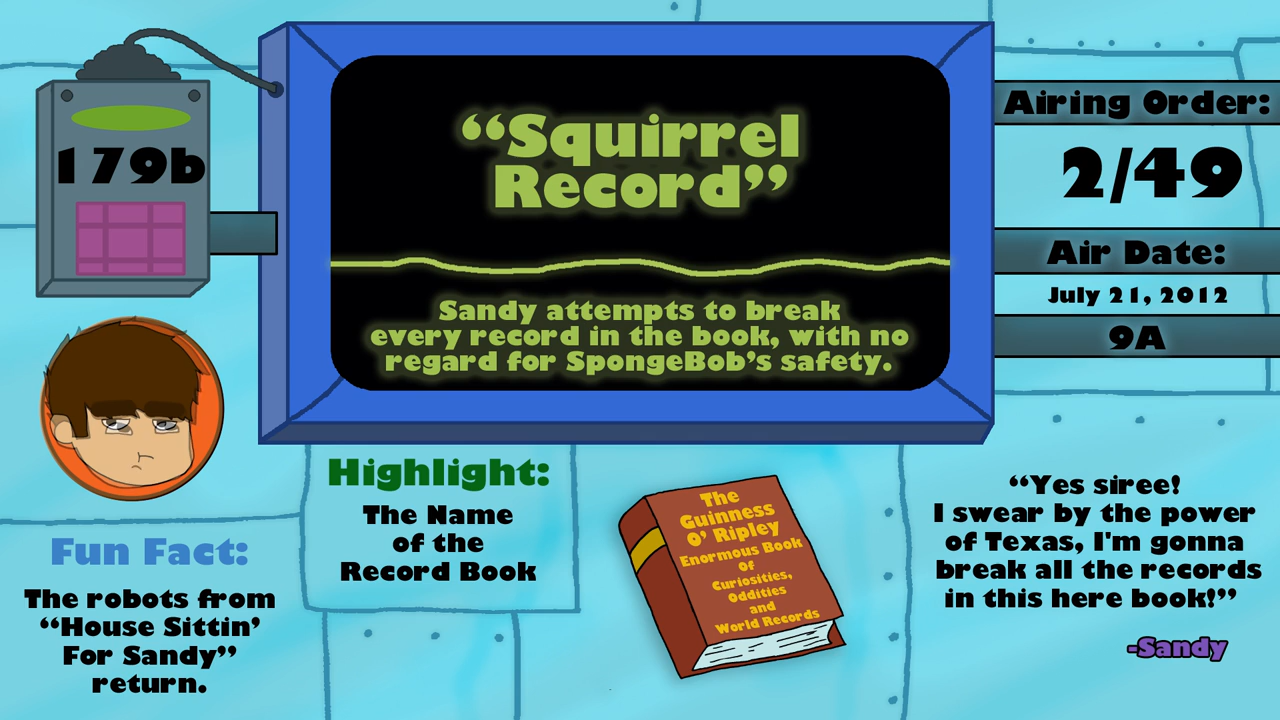 179b
“Squirrel
Record”
Sandy attempts to break
every record in the book, with no
regard for SpongeBob’s safety.
Airing Order:
2/49
Air Date:
July 21, 2012
9A
Fun Fact:
The robots from
“House Sittin’
For Sandy”
return.
Highlight:
The Name
of the
Record Book
The
Guinness
O’ Ripley
Enormous Book
Of
Curiosities,
Oddities
and
World Records
“Yes siree!
I swear by the power
of Texas, I'm gonna
break all the records
in this here book!”
-Sandy